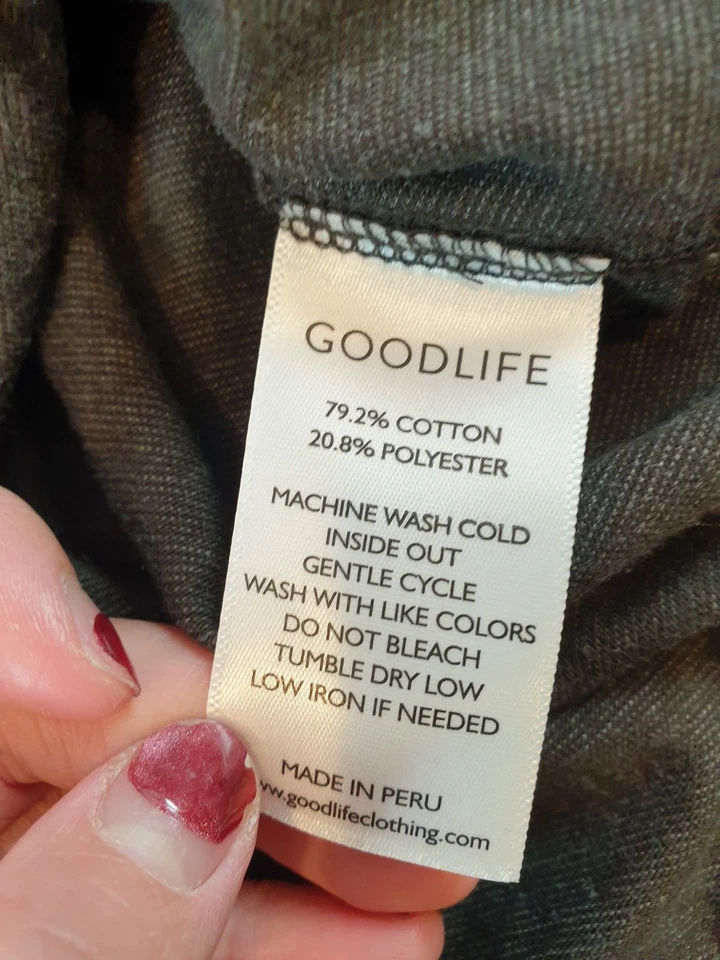 GOODLIFE
79.2% COTTON
20.8% POLYESTER
MACHINE WASH COLD
INSIDE OUT
GENTLE CYCLE
WASH WITH LIKE COLORS
DO NOT BLEACH
TUMBLE DRY LOW
LOW IRON IF NEEDED
MADE IN PERU
ww.goodlifeclothing.com